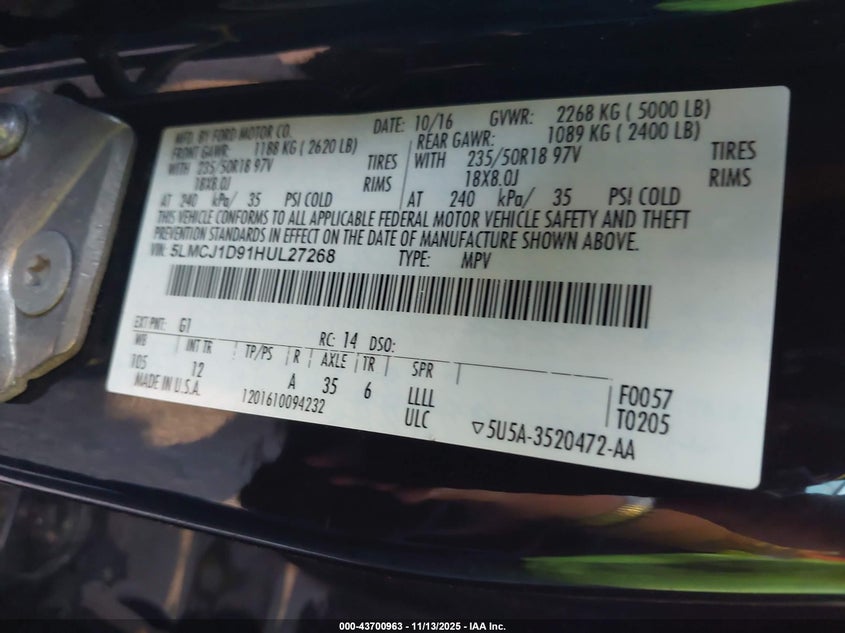 MFD. BY FORD MOTOR CO. DATE: 10/16 GVWR: 2268 KG ( 5000 LB)
FRONT GAWR: 1188 KG ( 2620 LB) REAR GAWR: 1089 KG ( 2400 LB)
WITH 235/50R18 97V TIRES WITH 235/50R18 97V TIRES
18X8.0J RIMS 18X8.0J RIMS
AT 240 kPa/ 35 PSI COLD AT 240 kPa/ 35 PSI COLD
THIS VEHICLE CONFORMS TO ALL APPLICABLE FEDERAL MOTOR VEHICLE SAFETY AND THEFT
PREVENTION STANDARDS IN EFFECT ON THE DATE OF MANUFACTURE SHOWN ABOVE.
VIN: 5LMCJ1D91HUL27268 TYPE: MPV
EXT PNT: G1 RC: 14 DSO:
WB INT TR TP/PS R AXLE TR SPR
105 12 A 35 6 LLLL F0057
MADE IN U.S.A. 1201610094232 ULC T0205
▽5U5A-3520472-AA
000-43700963 | 11/13/2025 - IAA Inc.